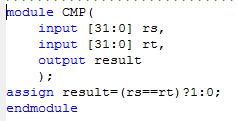 module CMP(
input [31:0] rs,
input [31:0] rt,
output result
);
assign result=(rs==rt)?1:0;
endmodule